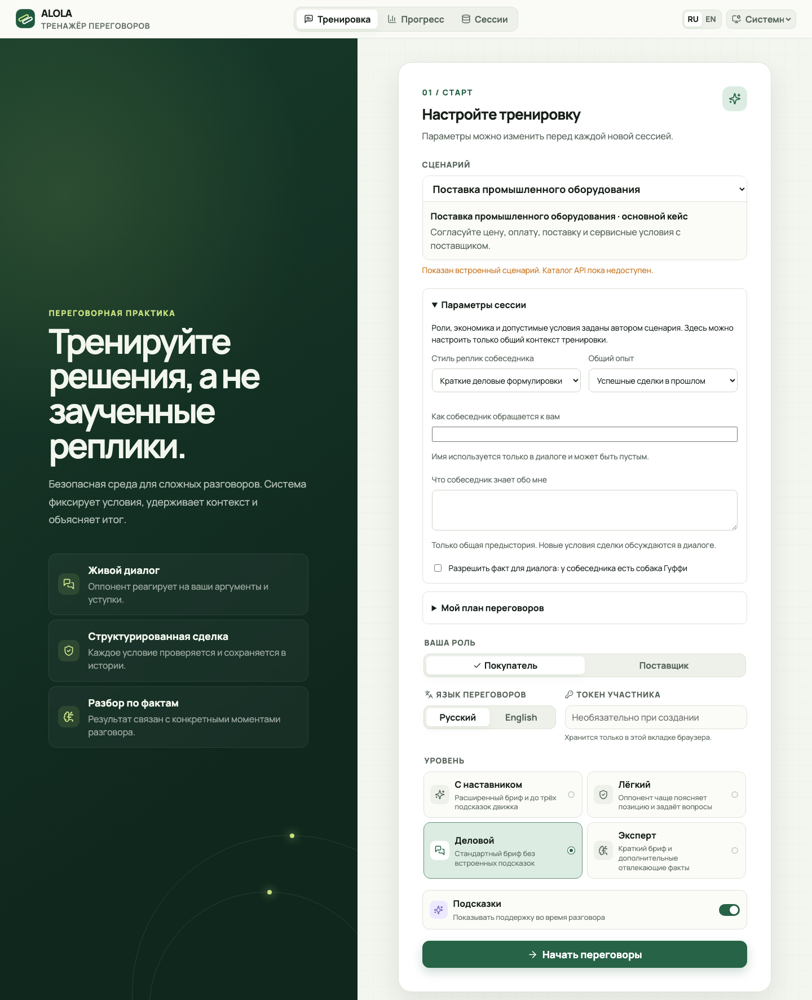 ALOLA
ТРЕНАЖЁР ПЕРЕГОВОРОВ
Тренировка
Прогресс
Сессии
RU
EN
Системн
ПЕРЕГОВОРНАЯ ПРАКТИКА
Тренируйте
решения, а не
заученные
реплики.
Безопасная среда для сложных разговоров. Система
фиксирует условия, удерживает контекст и
объясняет итог.
Живой диалог
Оппонент реагирует на ваши аргументы и
уступки.
Структурированная сделка
Каждое условие проверяется и сохраняется в
истории.
Разбор по фактам
Результат связан с конкретными моментами
разговора.
01 / СТАРТ
Настройте тренировку
Параметры можно изменить перед каждой новой сессией.
СЦЕНАРИЙ
Поставка промышленного оборудования
Поставка промышленного оборудования · основной кейс
Согласуйте цену, оплату, поставку и сервисные условия с
поставщиком.
Показан встроенный сценарий. Каталог API пока недоступен.
Параметры сессии
Роли, экономика и допустимые условия заданы автором сценария. Здесь можно
настроить только общий контекст тренировки.
Стиль реплик собеседника
Общий опыт
Краткие деловые формулировки
Успешные сделки в прошлом
Как собеседник обращается к вам
Имя используется только в диалоге и может быть пустым.
Что собеседник знает обо мне
Только общая предыстория. Новые условия сделки обсуждаются в диалоге.
Разрешить факт для диалога: у собеседника есть собака Гуффи
Мой план переговоров
ВАША РОЛЬ
Покупатель
Поставщик
ЯЗЫК ПЕРЕГОВОРОВ
ТОКЕН УЧАСТНИКА
Русский
English
Необязательно при создании
Хранится только в этой вкладке браузера.
УРОВЕНЬ
С наставником
Расширенный бриф и до трёх
подсказок движка
Лёгкий
Оппонент чаще поясняет
позицию и задаёт вопросы
Деловой
Стандартный бриф без
встроенных подсказок
Эксперт
Краткий бриф и
дополнительные
отвлекающие факты
Подсказки
Показывать поддержку во время разговора
Начать переговоры